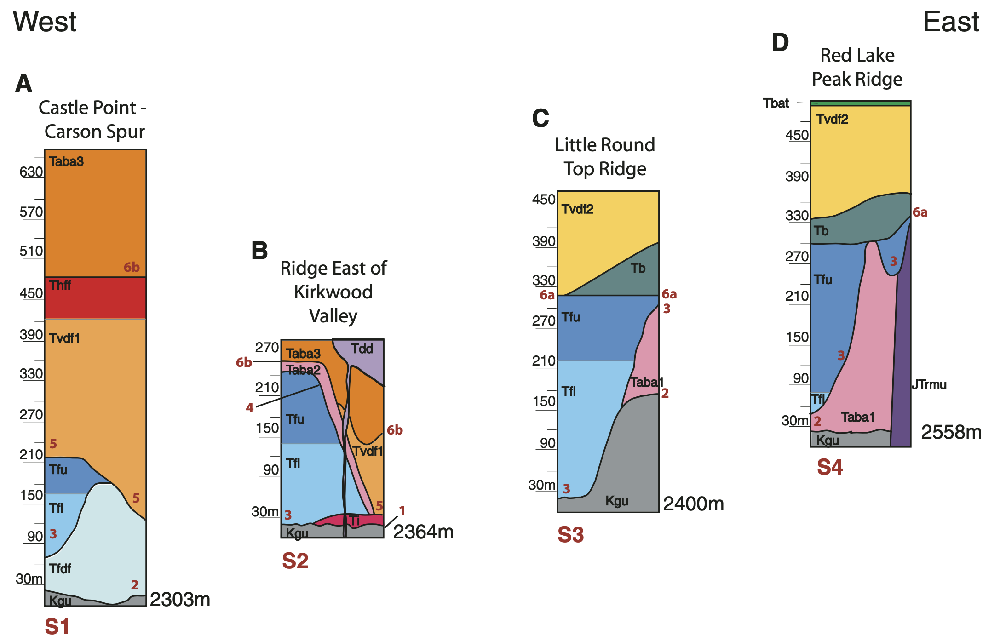 West
East
A
Castle Point -
Carson Spur
Taba3
630
570
510
6b
Thff
450
390
Tvdf1
330
270
5
210
Tfu
150
5
Tfl
90
3
Tfdf
30m
2
Kgu
2303m
S1
B
Ridge East of
Kirkwood
Valley
270
Tdd
Taba3
6b
Taba2
210
4
Tfu
150
6b
Tvdf1
Tfl
90
5
30m
3
1
Ti
Kgu
2364m
S2
C
Little Round
Top Ridge
450
Tvdf2
390
Tb
330
6a
6a
3
Tfu
270
210
Taba1
Tfl
2
150
90
30m
3
Kgu
2400m
S3
D
Red Lake
Peak Ridge
Tbat
Tvdf2
450
390
330
6a
Tb
270
3
Tfu
210
150
3
90
JTrmu
Tfl
30m
2
Taba1
Kgu
2558m
S4